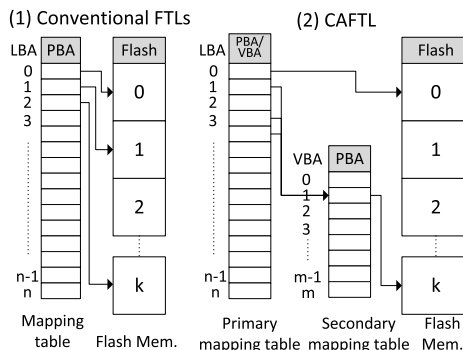 (1) Conventional FTLs
LBA
PBA
Flash
0
1
2
3
n-1
n
0
1
2
k
Mapping
table
Flash Mem.
(2) CAFTL
LBA
PBA/
VBA
0
1
2
3
n-1
n
Primary
mapping table
VBA
PBA
0
1
2
3
m-1
m
Secondary
mapping table
Flash
0
1
2
k
Flash
Mem.